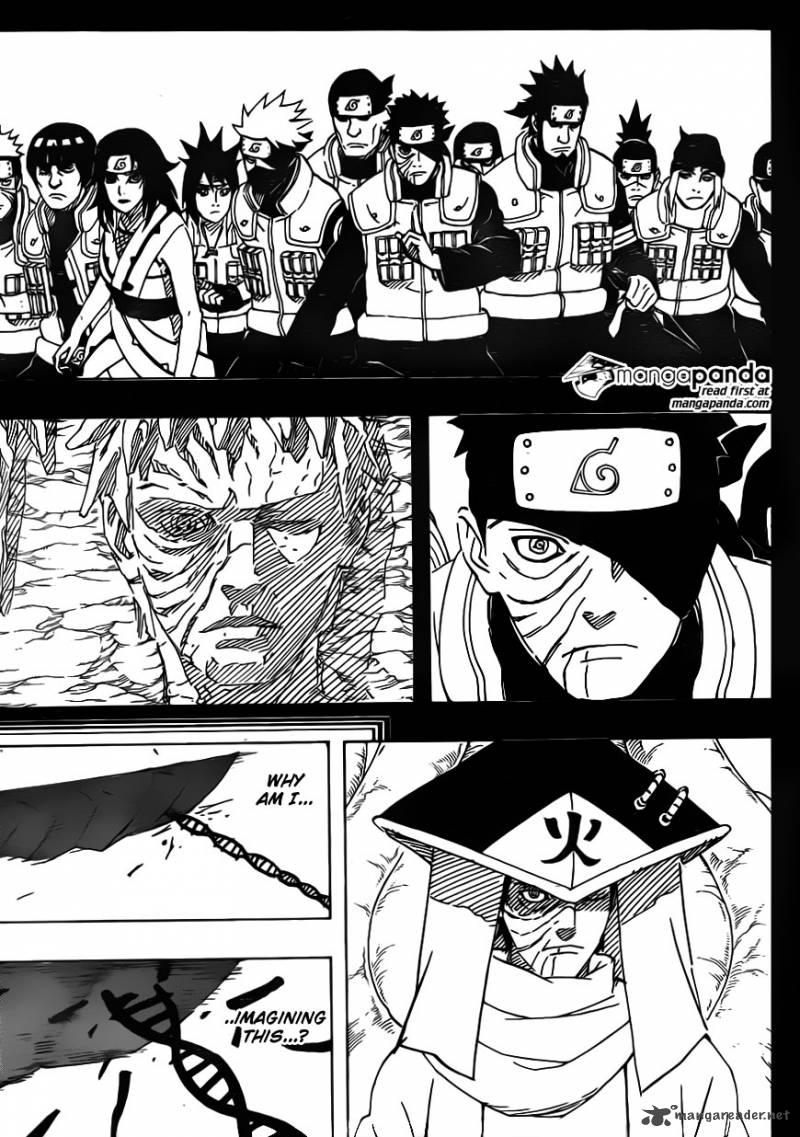 mangapanda
read first at
mangapanda.com
火
WHY
AM I...
..IMAGINING
THIS...?
mangareader.net